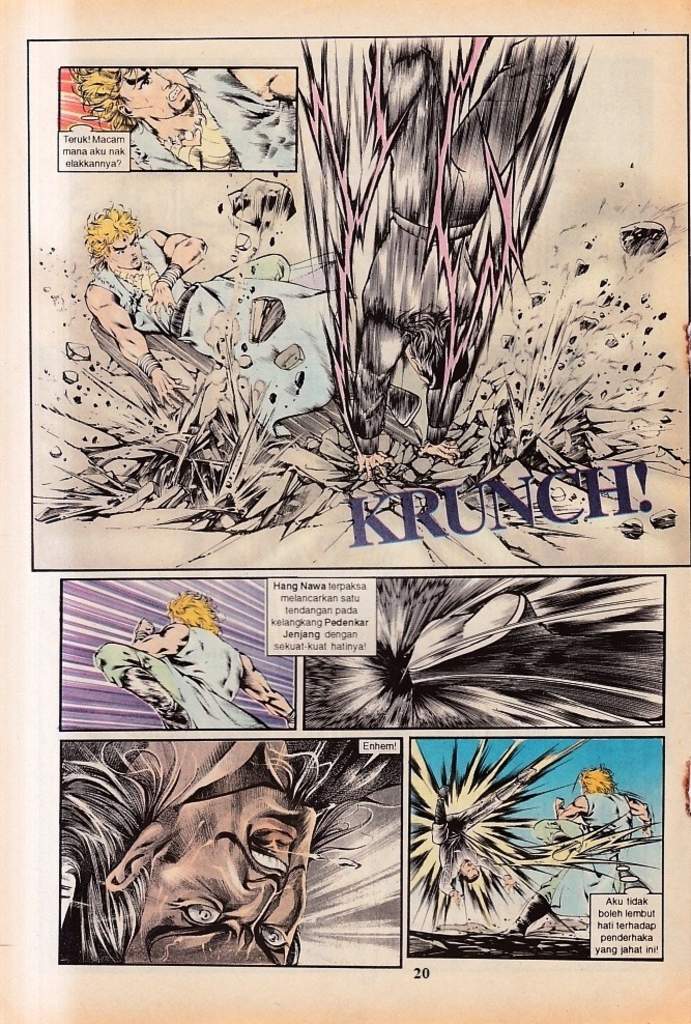 Teruk! Macam
mana aku nak
elakkannya?
KRUNCH!
Hang Nawa terpaksa
melancarkan satu
tendangan pada
kelangkang Pedenkar
Jenjang dengan
sekuat-kuat hatinya!
Enhem!
Aku tidak
boleh lembut
hati terhadap
penderhaka
yang jahat ini!
20